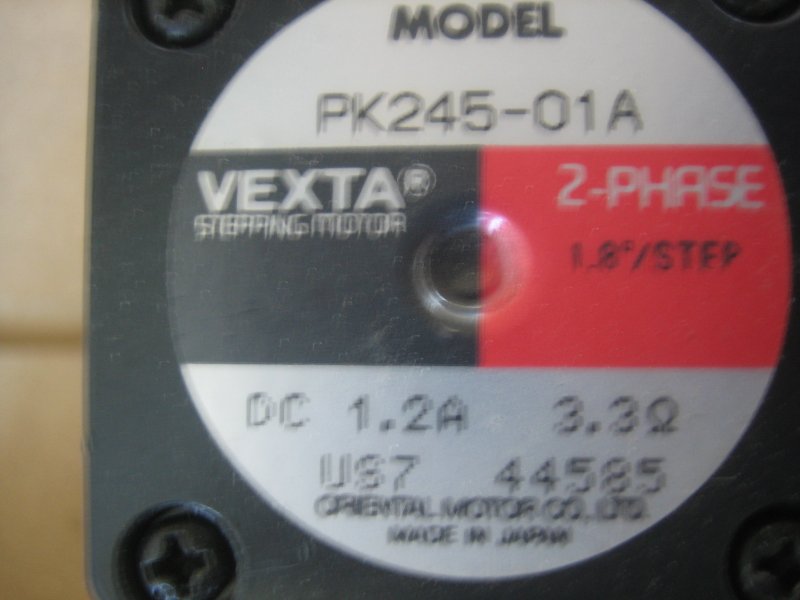 MODEL
PK245-01A
VEXTA®
STEPPING MOTOR
2-PHASE
1.8°/STEP
DC 1.2A 3.3Ω
US7 44585
ORIENTAL MOTOR CO., LTD.
MADE IN JAPAN